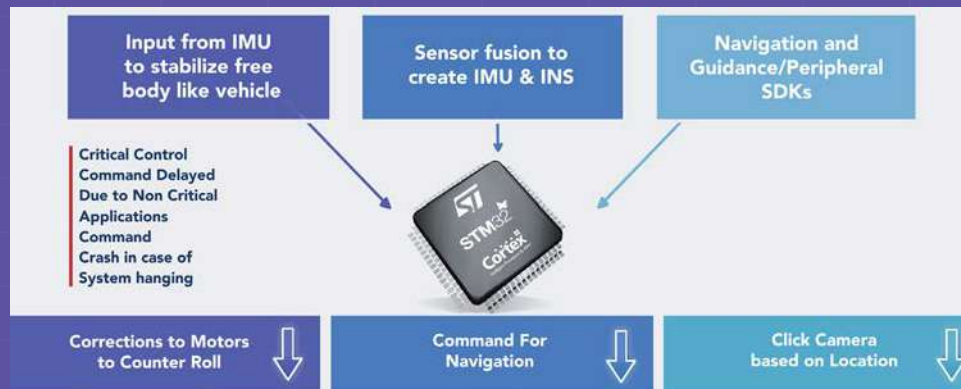 Input from IMU
to stabilize free
body like vehicle
Sensor fusion to
create IMU & INS
Navigation and
Guidance/Peripheral
SDKs
Critical Control
Command Delayed
Due to Non Critical
Applications
Command
Crash in case of
System hanging
ST
STM32
Cortex
Corrections to Motors
to Counter Roll
Command For
Navigation
Click Camera
based on Location